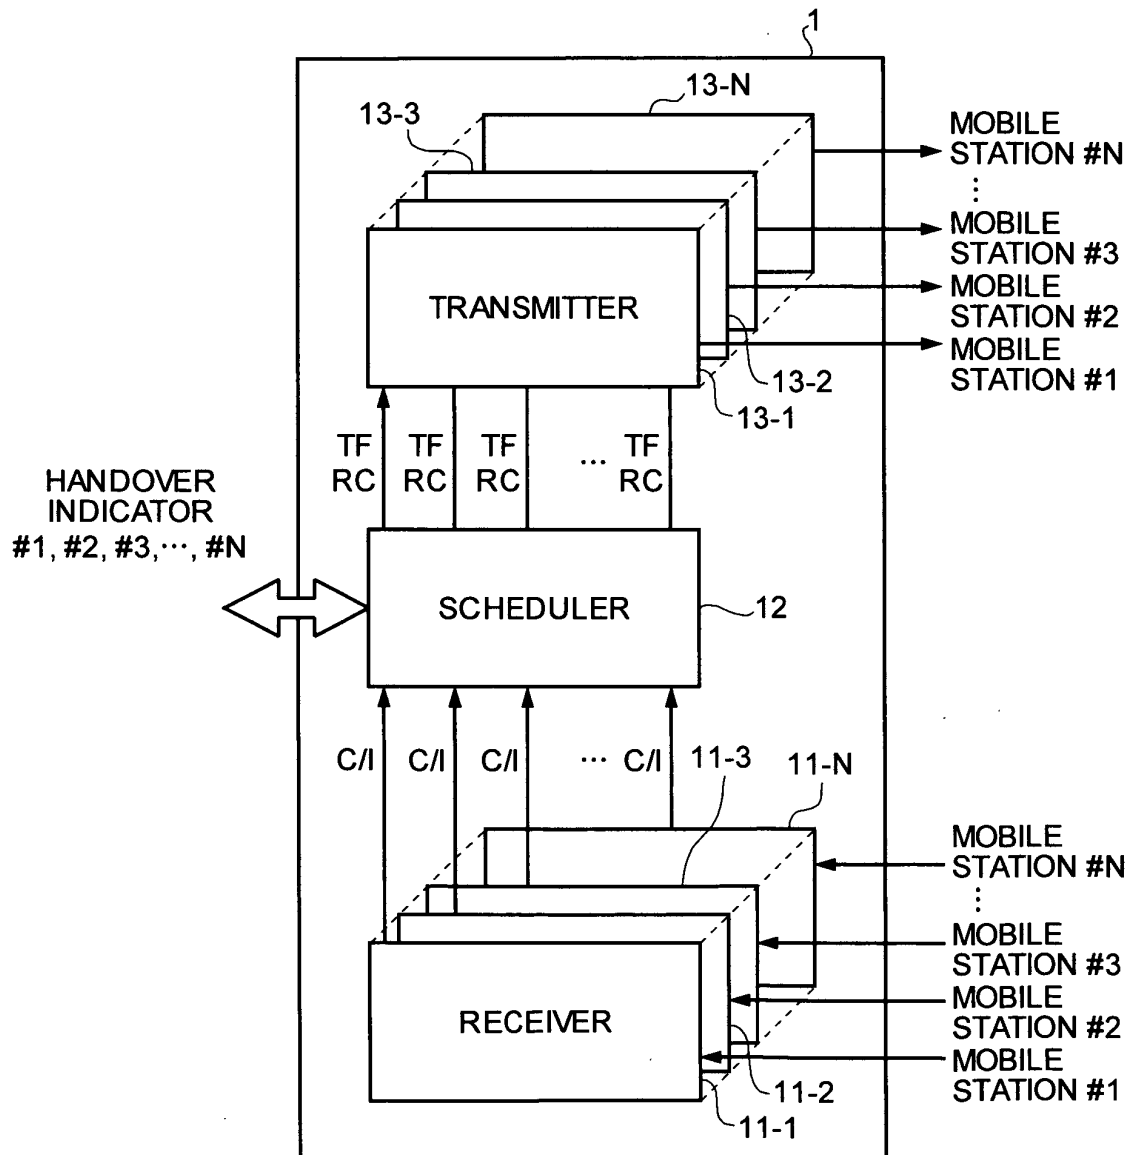 1
13-N
13-3
MOBILE
STATION #N
⋮
MOBILE
STATION #3
MOBILE
STATION #2
MOBILE
STATION #1
TRANSMITTER
13-2
13-1
TF TF TF ... TF
RC RC RC RC
HANDOVER
INDICATOR
#1, #2, #3,···, #N
SCHEDULER
12
C/I C/I C/I ... C/I
11-3
11-N
MOBILE
STATION #N
⋮
MOBILE
STATION #3
MOBILE
STATION #2
MOBILE
STATION #1
RECEIVER
11-2
11-1